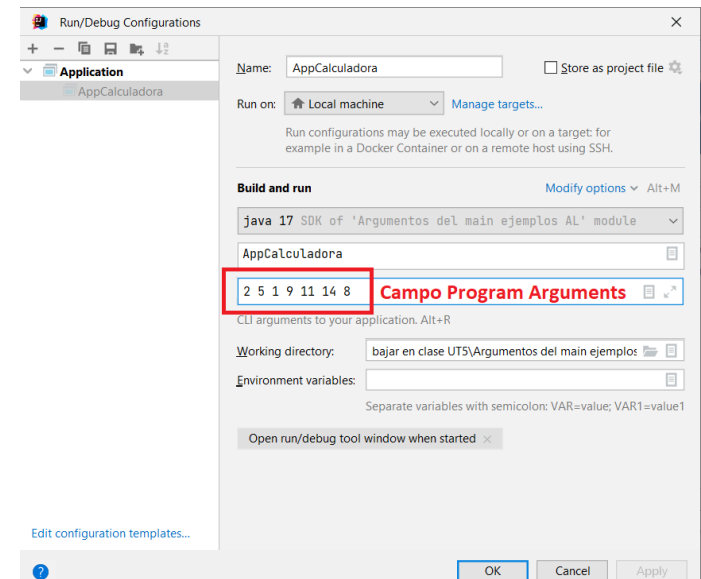 Run/Debug Configurations
Application
AppCalculadora
Name: AppCalculadora Store as project file
Run on: Local machine Manage targets...
Run configurations may be executed locally or on a target: for
example in a Docker Container or on a remote host using SSH.
Build and run Modify options Alt+M
java 17 SDK of 'Argumentos del main ejemplos AL' module
AppCalculadora
2 5 1 9 11 14 8 Campo Program Arguments
CLI arguments to your application. Alt+R
Working directory: bajar en clase UT5\Argumentos del main ejemplos
Environment variables:
Separate variables with semicolon: VAR=value; VAR1=value1
Open run/debug tool window when started
Edit configuration templates...
? OK Cancel Apply